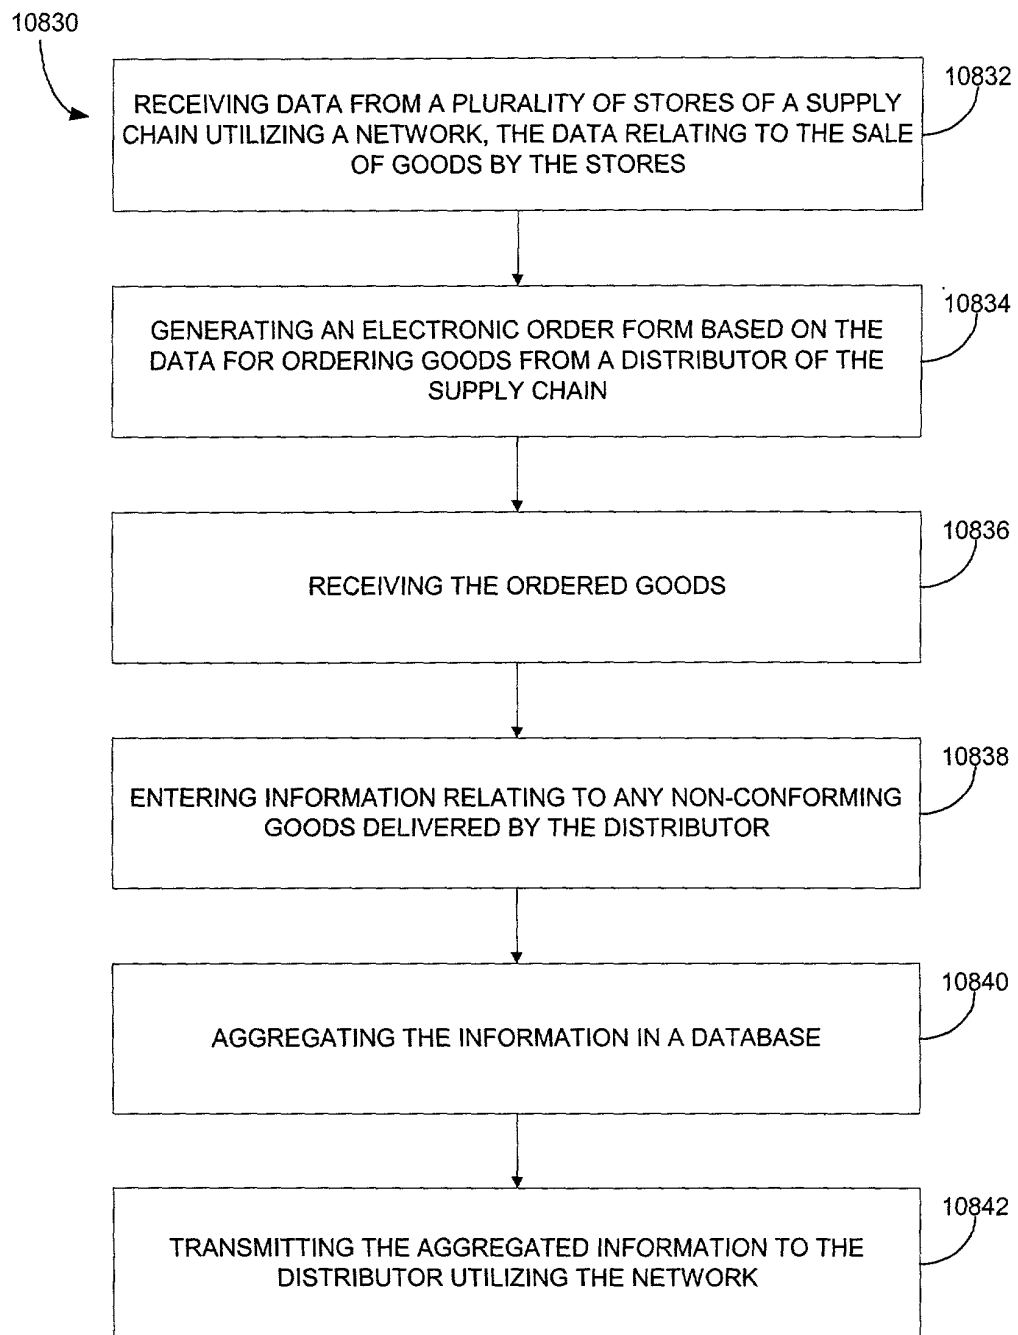 10830
10832
RECEIVING DATA FROM A PLURALITY OF STORES OF A SUPPLY
CHAIN UTILIZING A NETWORK, THE DATA RELATING TO THE SALE
OF GOODS BY THE STORES
10834
GENERATING AN ELECTRONIC ORDER FORM BASED ON THE
DATA FOR ORDERING GOODS FROM A DISTRIBUTOR OF THE
SUPPLY CHAIN
10836
RECEIVING THE ORDERED GOODS
10838
ENTERING INFORMATION RELATING TO ANY NON-CONFORMING
GOODS DELIVERED BY THE DISTRIBUTOR
10840
AGGREGATING THE INFORMATION IN A DATABASE
10842
TRANSMITTING THE AGGREGATED INFORMATION TO THE
DISTRIBUTOR UTILIZING THE NETWORK